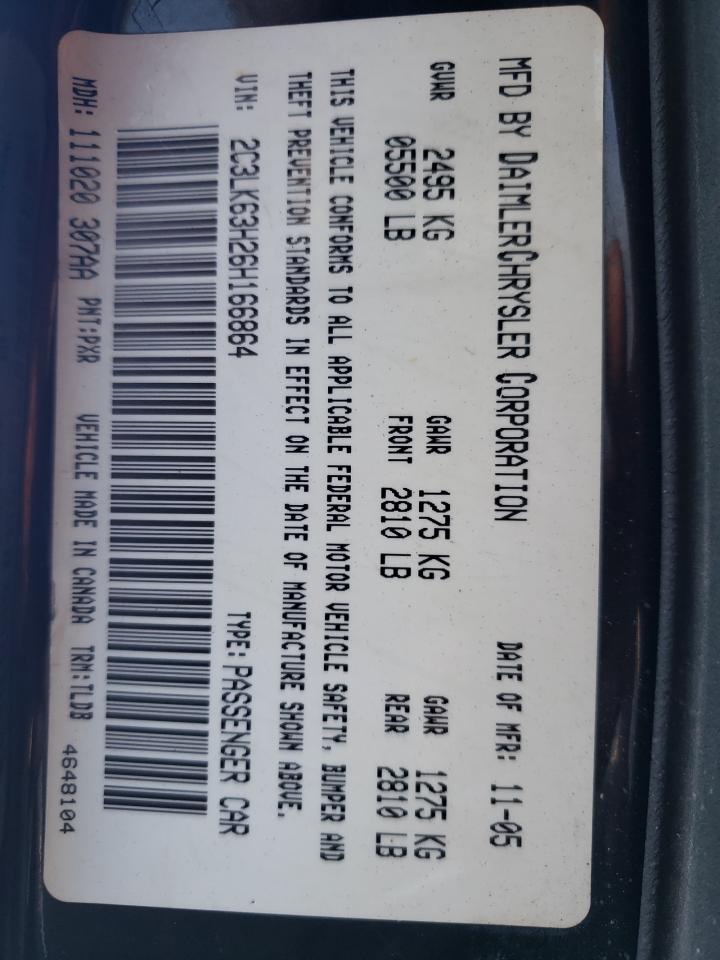 MFD BY DAIMLERCHRYSLER CORPORATION DATE OF MFR: 11-05
GVWR 2495 KG GAWR 1275 KG GAWR 1275 KG
05500 LB FRONT 2810 LB REAR 2810 LB
THIS VEHICLE CONFORMS TO ALL APPLICABLE FEDERAL MOTOR VEHICLE SAFETY, BUMPER AND
THEFT PREVENTION STANDARDS IN EFFECT ON THE DATE OF MANUFACTURE SHOWN ABOVE.
VIN: 2C3LK63H26H166864 TYPE: PASSENGER CAR
MDH: 111020 307AA PNT:PXR VEHICLE MADE IN CANADA TRM:TLDB
4648104